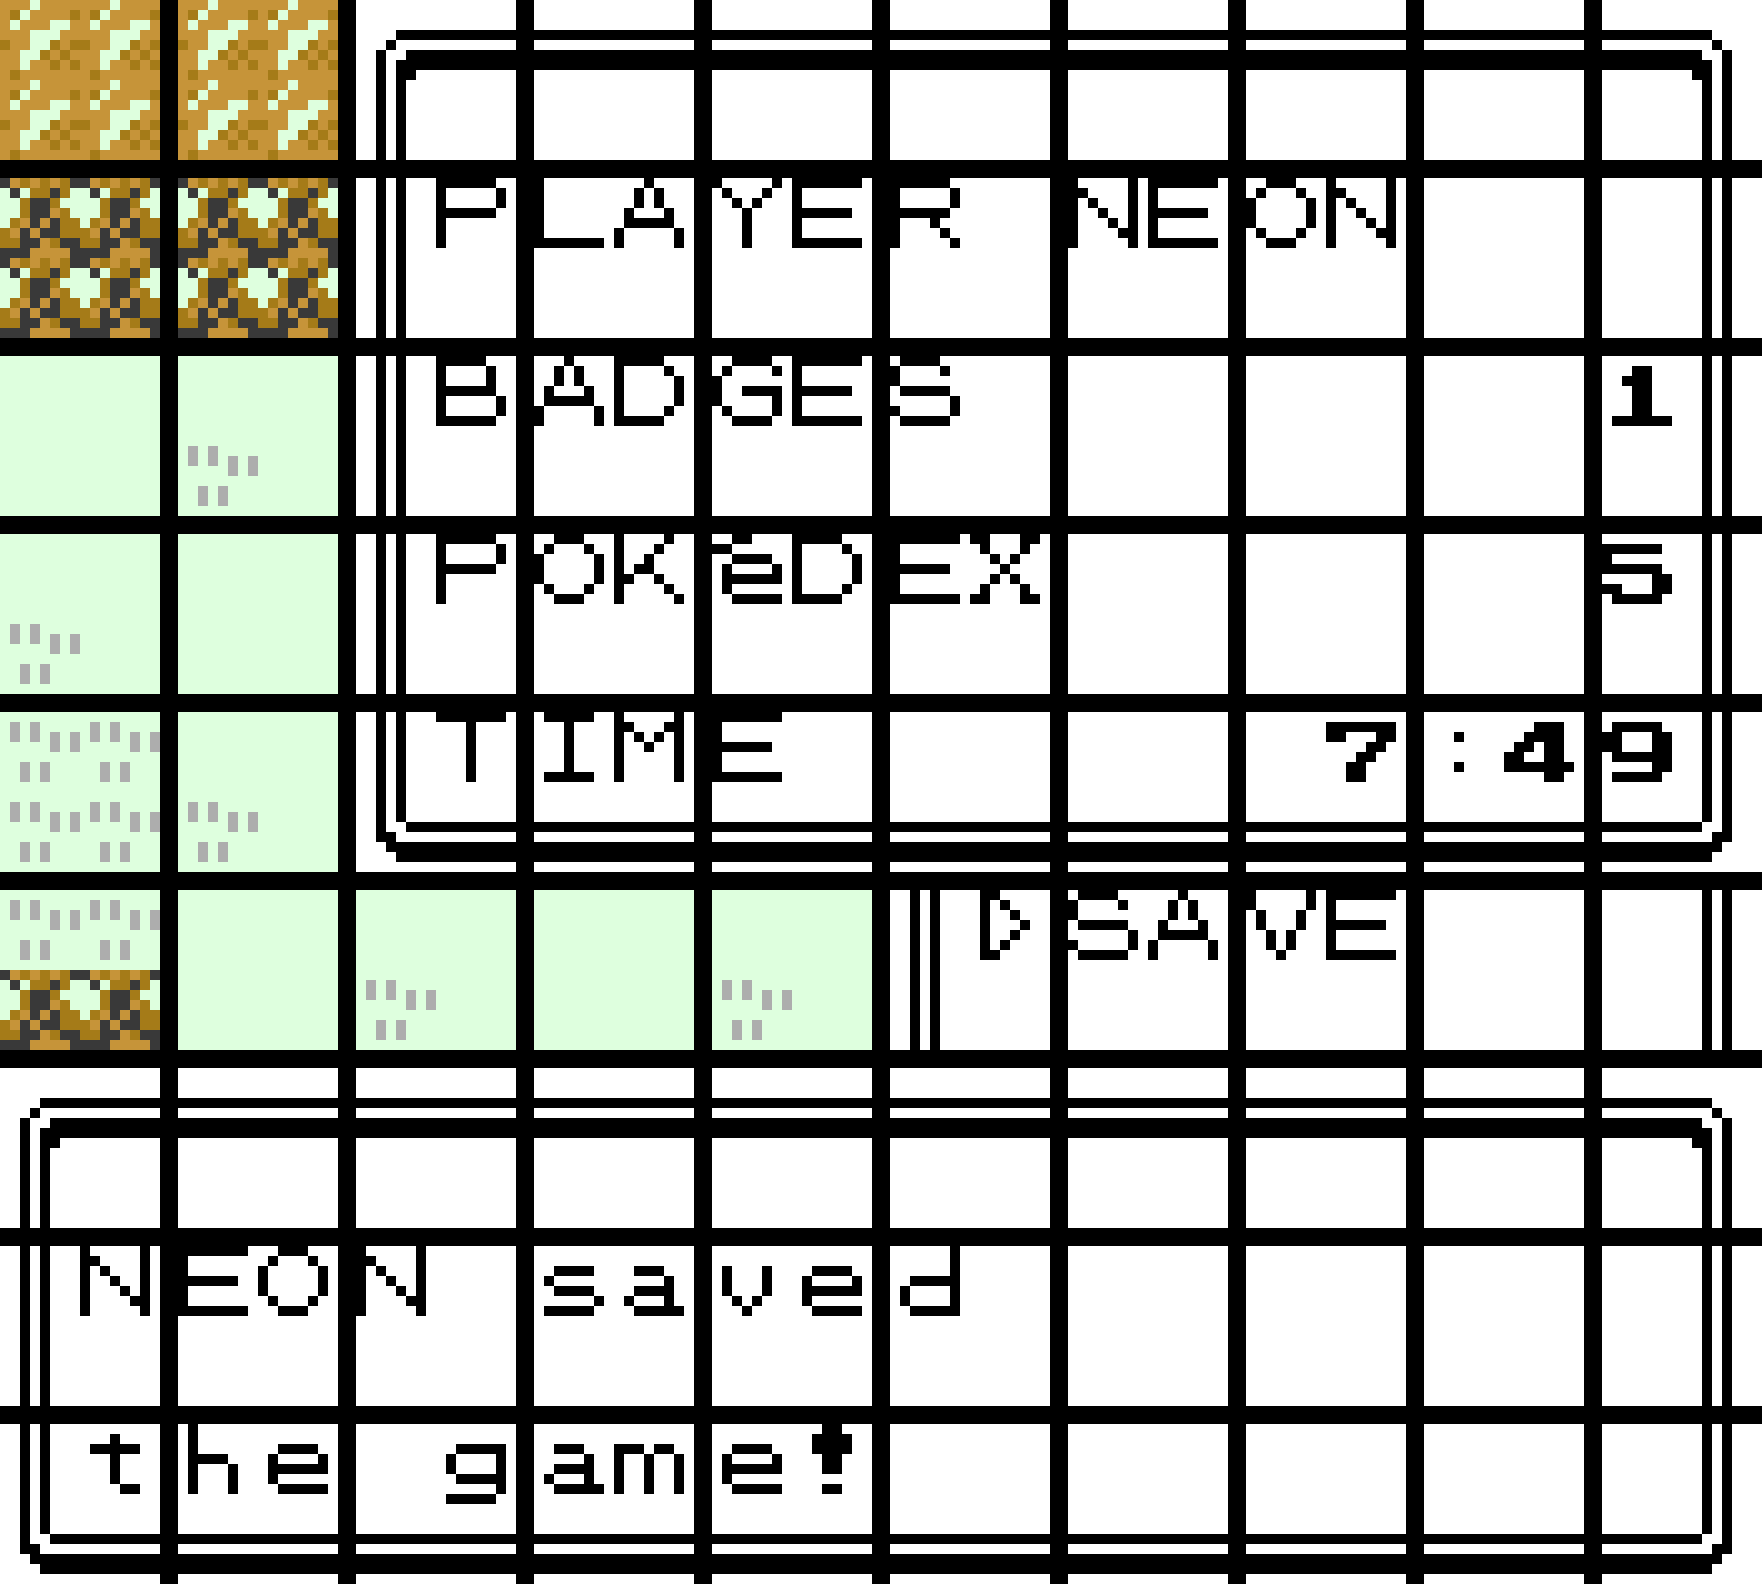 PLAYER NEON
BADGES 1
POKéDEX 5
TIME 7:49
▷SAVE
NEON saved
the game!